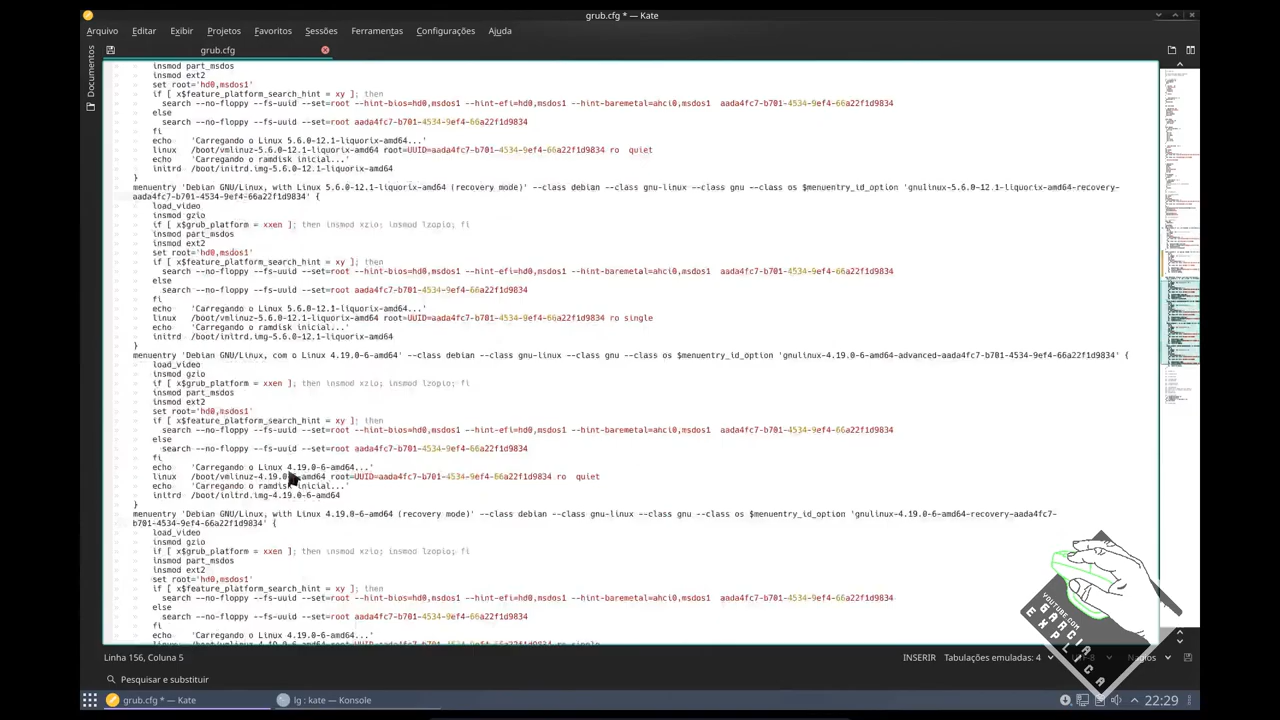 grub.cfg * — Kate
Arquivo Editar Exibir Projetos Favoritos Sessões Ferramentas Configurações Ajuda
grub.cfg
Documentos
insmod part_msdos
insmod ext2
set root='hd0,msdos1'
if [ x$feature_platform_search_hint = xy ]; then
search --no-floppy --fs-uuid --set=root --hint-bios=hd0,msdos1 --hint-efi=hd0,msdos1 --hint-baremetal=ahci0,msdos1  aada4fc7-b701-4534-9ef4-66a22f1d9834
else
search --no-floppy --fs-uuid --set=root aada4fc7-b701-4534-9ef4-66a22f1d9834
fi
echo 'Carregando o Linux 5.6.0-12.1-liquorix-amd64...'
linux /boot/vmlinuz-5.6.0-12.1-liquorix-amd64 root=UUID=aada4fc7-b701-4534-9ef4-66a22f1d9834 ro  quiet
echo 'Carregando o ramdisk inicial...'
initrd /boot/initrd.img-5.6.0-12.1-liquorix-amd64
}
menuentry 'Debian GNU/Linux, with Linux 5.6.0-12.1-liquorix-amd64 (recovery mode)' --class debian --class gnu-linux --class gnu --class os $menuentry_id_option 'gnulinux-5.6.0-12.1-liquorix-amd64-recovery-
aada4fc7-b701-4534-9ef4-66a22f1d9834' {
load_video
insmod gzio
if [ x$grub_platform = xxen ]; then insmod xzio; insmod lzopio; fi
insmod part_msdos
insmod ext2
set root='hd0,msdos1'
if [ x$feature_platform_search_hint = xy ]; then
search --no-floppy --fs-uuid --set=root --hint-bios=hd0,msdos1 --hint-efi=hd0,msdos1 --hint-baremetal=ahci0,msdos1  aada4fc7-b701-4534-9ef4-66a22f1d9834
else
search --no-floppy --fs-uuid --set=root aada4fc7-b701-4534-9ef4-66a22f1d9834
fi
echo 'Carregando o Linux 5.6.0-12.1-liquorix-amd64...'
linux /boot/vmlinuz-5.6.0-12.1-liquorix-amd64 root=UUID=aada4fc7-b701-4534-9ef4-66a22f1d9834 ro single
echo 'Carregando o ramdisk inicial...'
initrd /boot/initrd.img-5.6.0-12.1-liquorix-amd64
}
menuentry 'Debian GNU/Linux, com o Linux 4.19.0-6-amd64' --class debian --class gnu-linux --class gnu --class os $menuentry_id_option 'gnulinux-4.19.0-6-amd64-advanced-aada4fc7-b701-4534-9ef4-66a22f1d9834' {
load_video
insmod gzio
if [ x$grub_platform = xxen ]; then insmod xzio; insmod lzopio; fi
insmod part_msdos
insmod ext2
set root='hd0,msdos1'
if [ x$feature_platform_search_hint = xy ]; then
search --no-floppy --fs-uuid --set=root --hint-bios=hd0,msdos1 --hint-efi=hd0,msdos1 --hint-baremetal=ahci0,msdos1  aada4fc7-b701-4534-9ef4-66a22f1d9834
else
search --no-floppy --fs-uuid --set=root aada4fc7-b701-4534-9ef4-66a22f1d9834
fi
echo 'Carregando o Linux 4.19.0-6-amd64...'
linux /boot/vmlinuz-4.19.0-6-amd64 root=UUID=aada4fc7-b701-4534-9ef4-66a22f1d9834 ro  quiet
echo 'Carregando o ramdisk inicial...'
initrd /boot/initrd.img-4.19.0-6-amd64
}
menuentry 'Debian GNU/Linux, with Linux 4.19.0-6-amd64 (recovery mode)' --class debian --class gnu-linux --class gnu --class os $menuentry_id_option 'gnulinux-4.19.0-6-amd64-recovery-aada4fc7-
b701-4534-9ef4-66a22f1d9834' {
load_video
insmod gzio
if [ x$grub_platform = xxen ]; then insmod xzio; insmod lzopio; fi
insmod part_msdos
insmod ext2
set root='hd0,msdos1'
if [ x$feature_platform_search_hint = xy ]; then
search --no-floppy --fs-uuid --set=root --hint-bios=hd0,msdos1 --hint-efi=hd0,msdos1 --hint-baremetal=ahci0,msdos1  aada4fc7-b701-4534-9ef4-66a22f1d9834
else
search --no-floppy --fs-uuid --set=root aada4fc7-b701-4534-9ef4-66a22f1d9834
fi
echo 'Carregando o Linux 4.19.0-6-amd64...'
YOUTUBE.COM/
EGARCIA
EXPLICA
Linha 156, Coluna 5 INSERIR Tabulações emuladas: 4 UTF-8 Nagios
Pesquisar e substituir
grub.cfg * — Kate lg : kate — Konsole 22:29